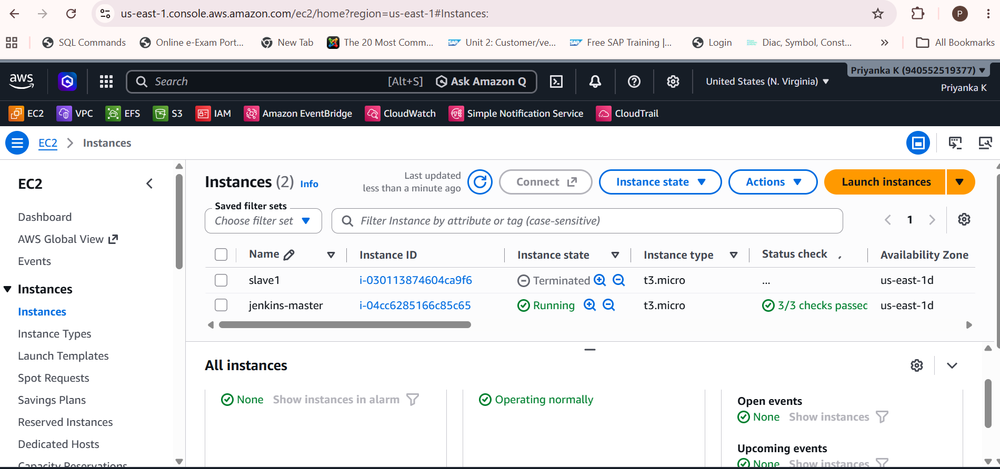 us-east-1.console.aws.amazon.com/ec2/home?region=us-east-1#Instances:
P
SQL Commands
Online e-Exam Port...
New Tab
The 20 Most Comm...
Unit 2: Customer/ve...
Free SAP Training |...
Login
Diac, Symbol, Const...
All Bookmarks
aws
Search
[Alt+S]
Ask Amazon Q
United States (N. Virginia)
Priyanka K (940552519377)
Priyanka K
EC2
VPC
EFS
S3
IAM
Amazon EventBridge
CloudWatch
Simple Notification Service
CloudTrail
EC2
Instances
EC2
Dashboard
AWS Global View
Events
Instances
Instances
Instance Types
Launch Templates
Spot Requests
Savings Plans
Reserved Instances
Dedicated Hosts
Capacity Reservations
Instances (2) Info
Last updated
less than a minute ago
Connect
Instance state
Actions
Launch instances
Saved filter sets
Choose filter set
Filter Instance by attribute or tag (case-sensitive)
1
Name Instance ID Instance state Instance type Status check Availability Zone
slave1 i-030113874604ca9f6 Terminated t3.micro ... us-east-1d
jenkins-master i-04cc6285166c85c65 Running t3.micro 3/3 checks passed us-east-1d
All instances
None Show instances in alarm
Operating normally
Open events
None Show instances
Upcoming events
None Show instances